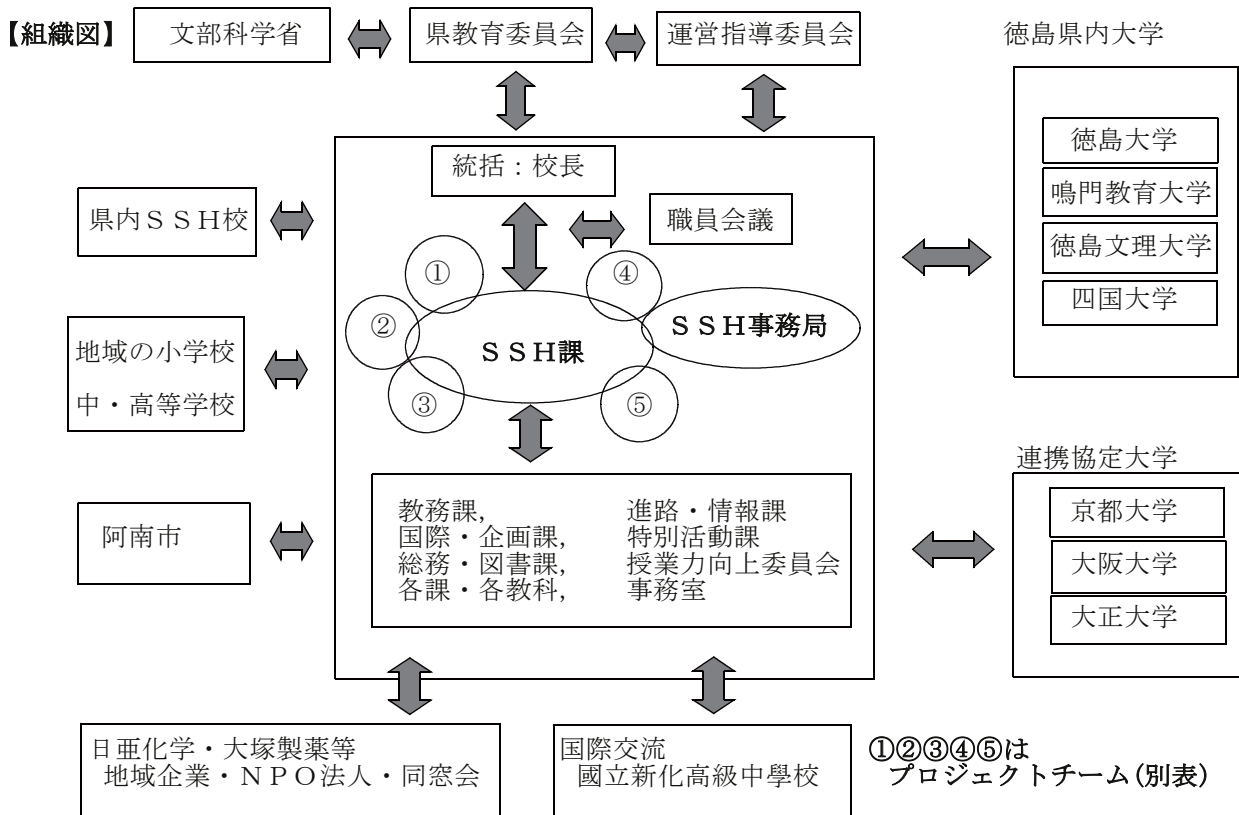 【組織図】
文部科学省
県教育委員会
運営指導委員会
徳島県内大学
統括：校長
職員会議
県内ＳＳＨ校
徳島大学
鳴門教育大学
徳島文理大学
四国大学
①
④
②
ＳＳＨ課
ＳＳＨ事務局
③
⑤
地域の小学校
中・高等学校
連携協定大学
京都大学
大阪大学
大正大学
阿南市
教務課，
国際・企画課，
総務・図書課，
各課・各教科，
進路・情報課
特別活動課
授業力向上委員会
事務室
日亜化学・大塚製薬等
地域企業・ＮＰＯ法人・同窓会
国際交流
國立新化高級中學校
①②③④⑤は
プロジェクトチーム(別表)